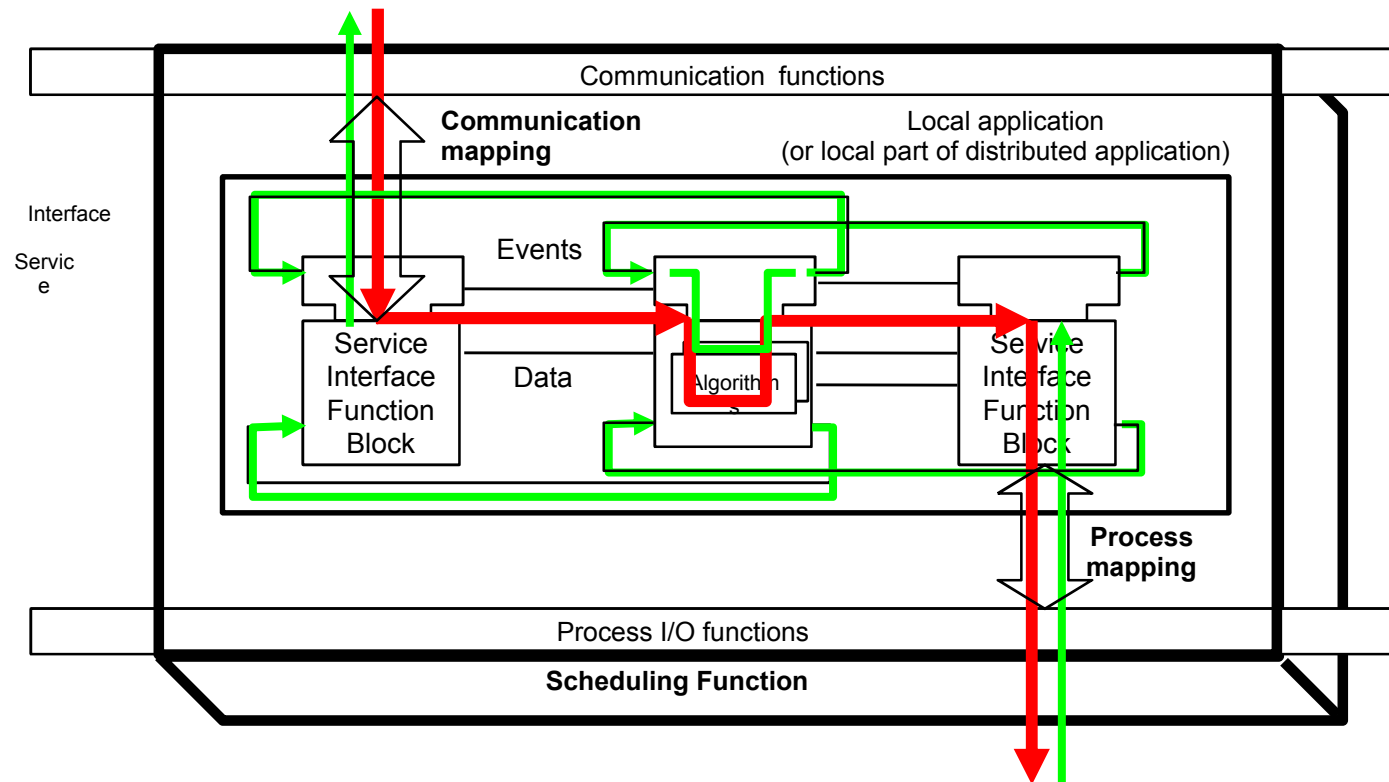 Communication functions
Communication
mapping
Local application
(or local part of distributed application)
Interface
Servic
e
Events
Service
Interface
Function
Block
Data
Algorithm
s
Service
Interface
Function
Block
Process
mapping
Process I/O functions
Scheduling Function